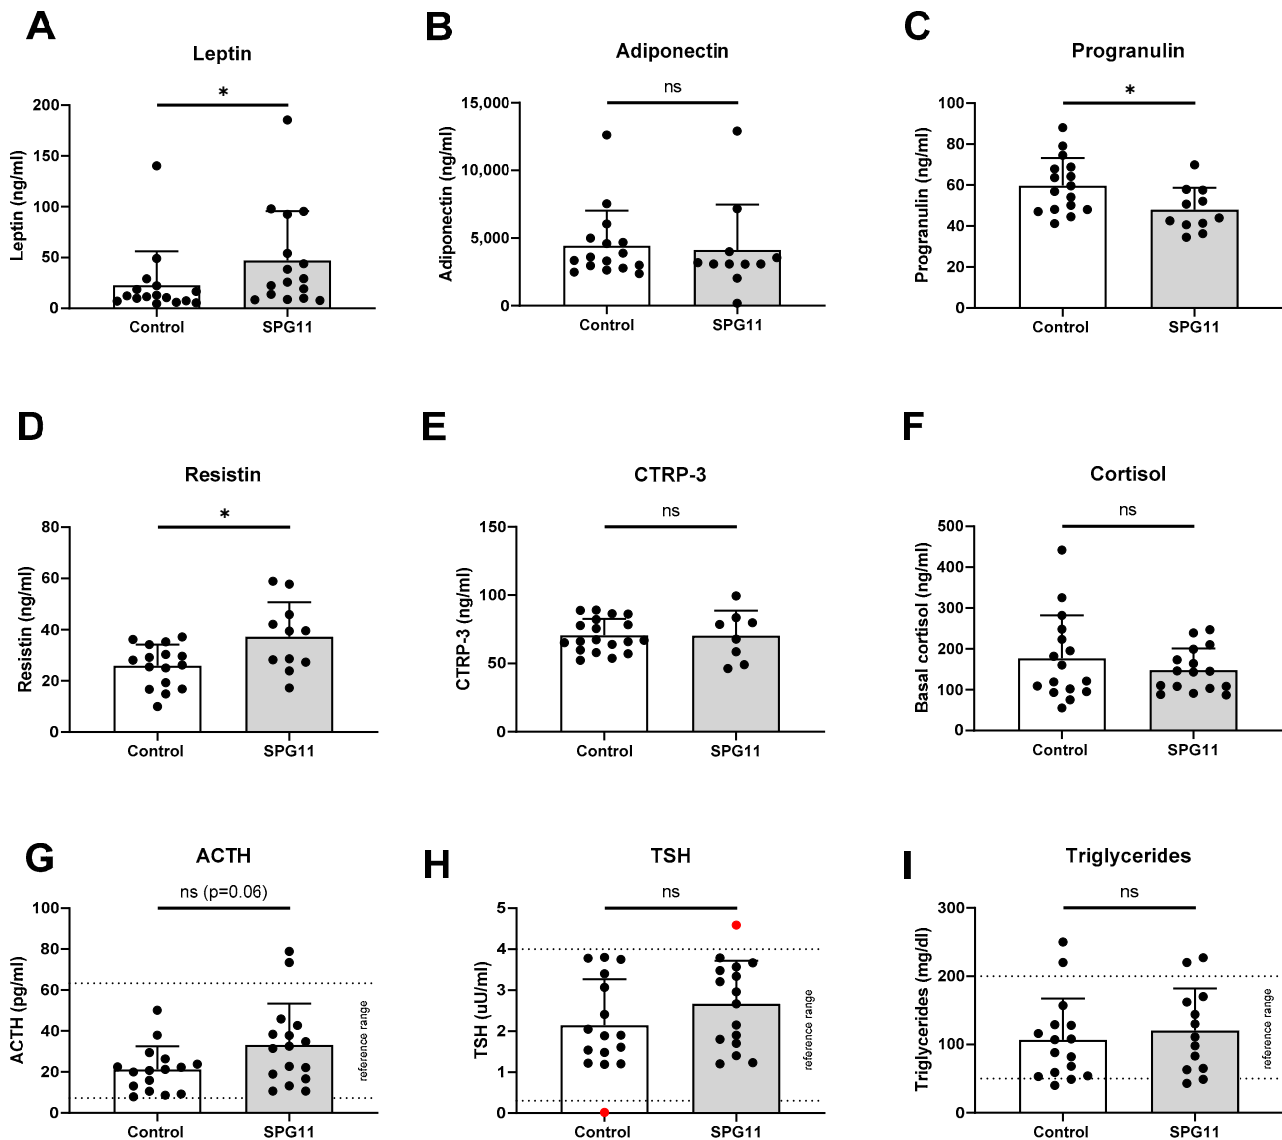 A
Leptin
*
200
150
100
50
0
Leptin (ng/ml)
Control
SPG11
B
Adiponectin
ns
15,000
10,000
5,000
0
Adiponectin (ng/ml)
Control
SPG11
C
Progranulin
*
100
80
60
40
20
0
Progranulin (ng/ml)
Control
SPG11
D
Resistin
*
80
60
40
20
0
Resistin (ng/ml)
Control
SPG11
E
CTRP-3
ns
150
100
50
0
CTRP-3 (ng/ml)
Control
SPG11
F
Cortisol
ns
500
400
300
200
100
0
Basal cortisol (ng/ml)
Control
SPG11
G
ACTH
ns (p=0.06)
100
80
60
40
20
0
ACTH (pg/ml)
reference range
Control
SPG11
H
TSH
ns
5
4
3
2
1
0
TSH (uU/ml)
reference range
Control
SPG11
I
Triglycerides
ns
300
200
100
0
Triglycerides (mg/dl)
reference range
Control
SPG11